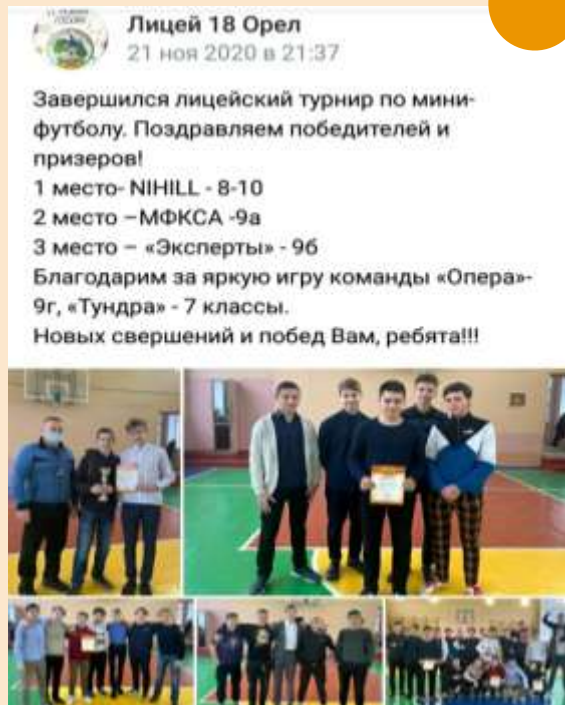 Лицей 18 Орел
21 ноя 2020 в 21:37
Завершился лицейский турнир по мини-
футболу. Поздравляем победителей и
призеров!
1 место- NIHILL - 8-10
2 место –МФКСА -9а
3 место – «Эксперты» - 9б
Благодарим за яркую игру команды «Опера»-
9г, «Тундра» - 7 классы.
Новых свершений и побед Вам, ребята!!!